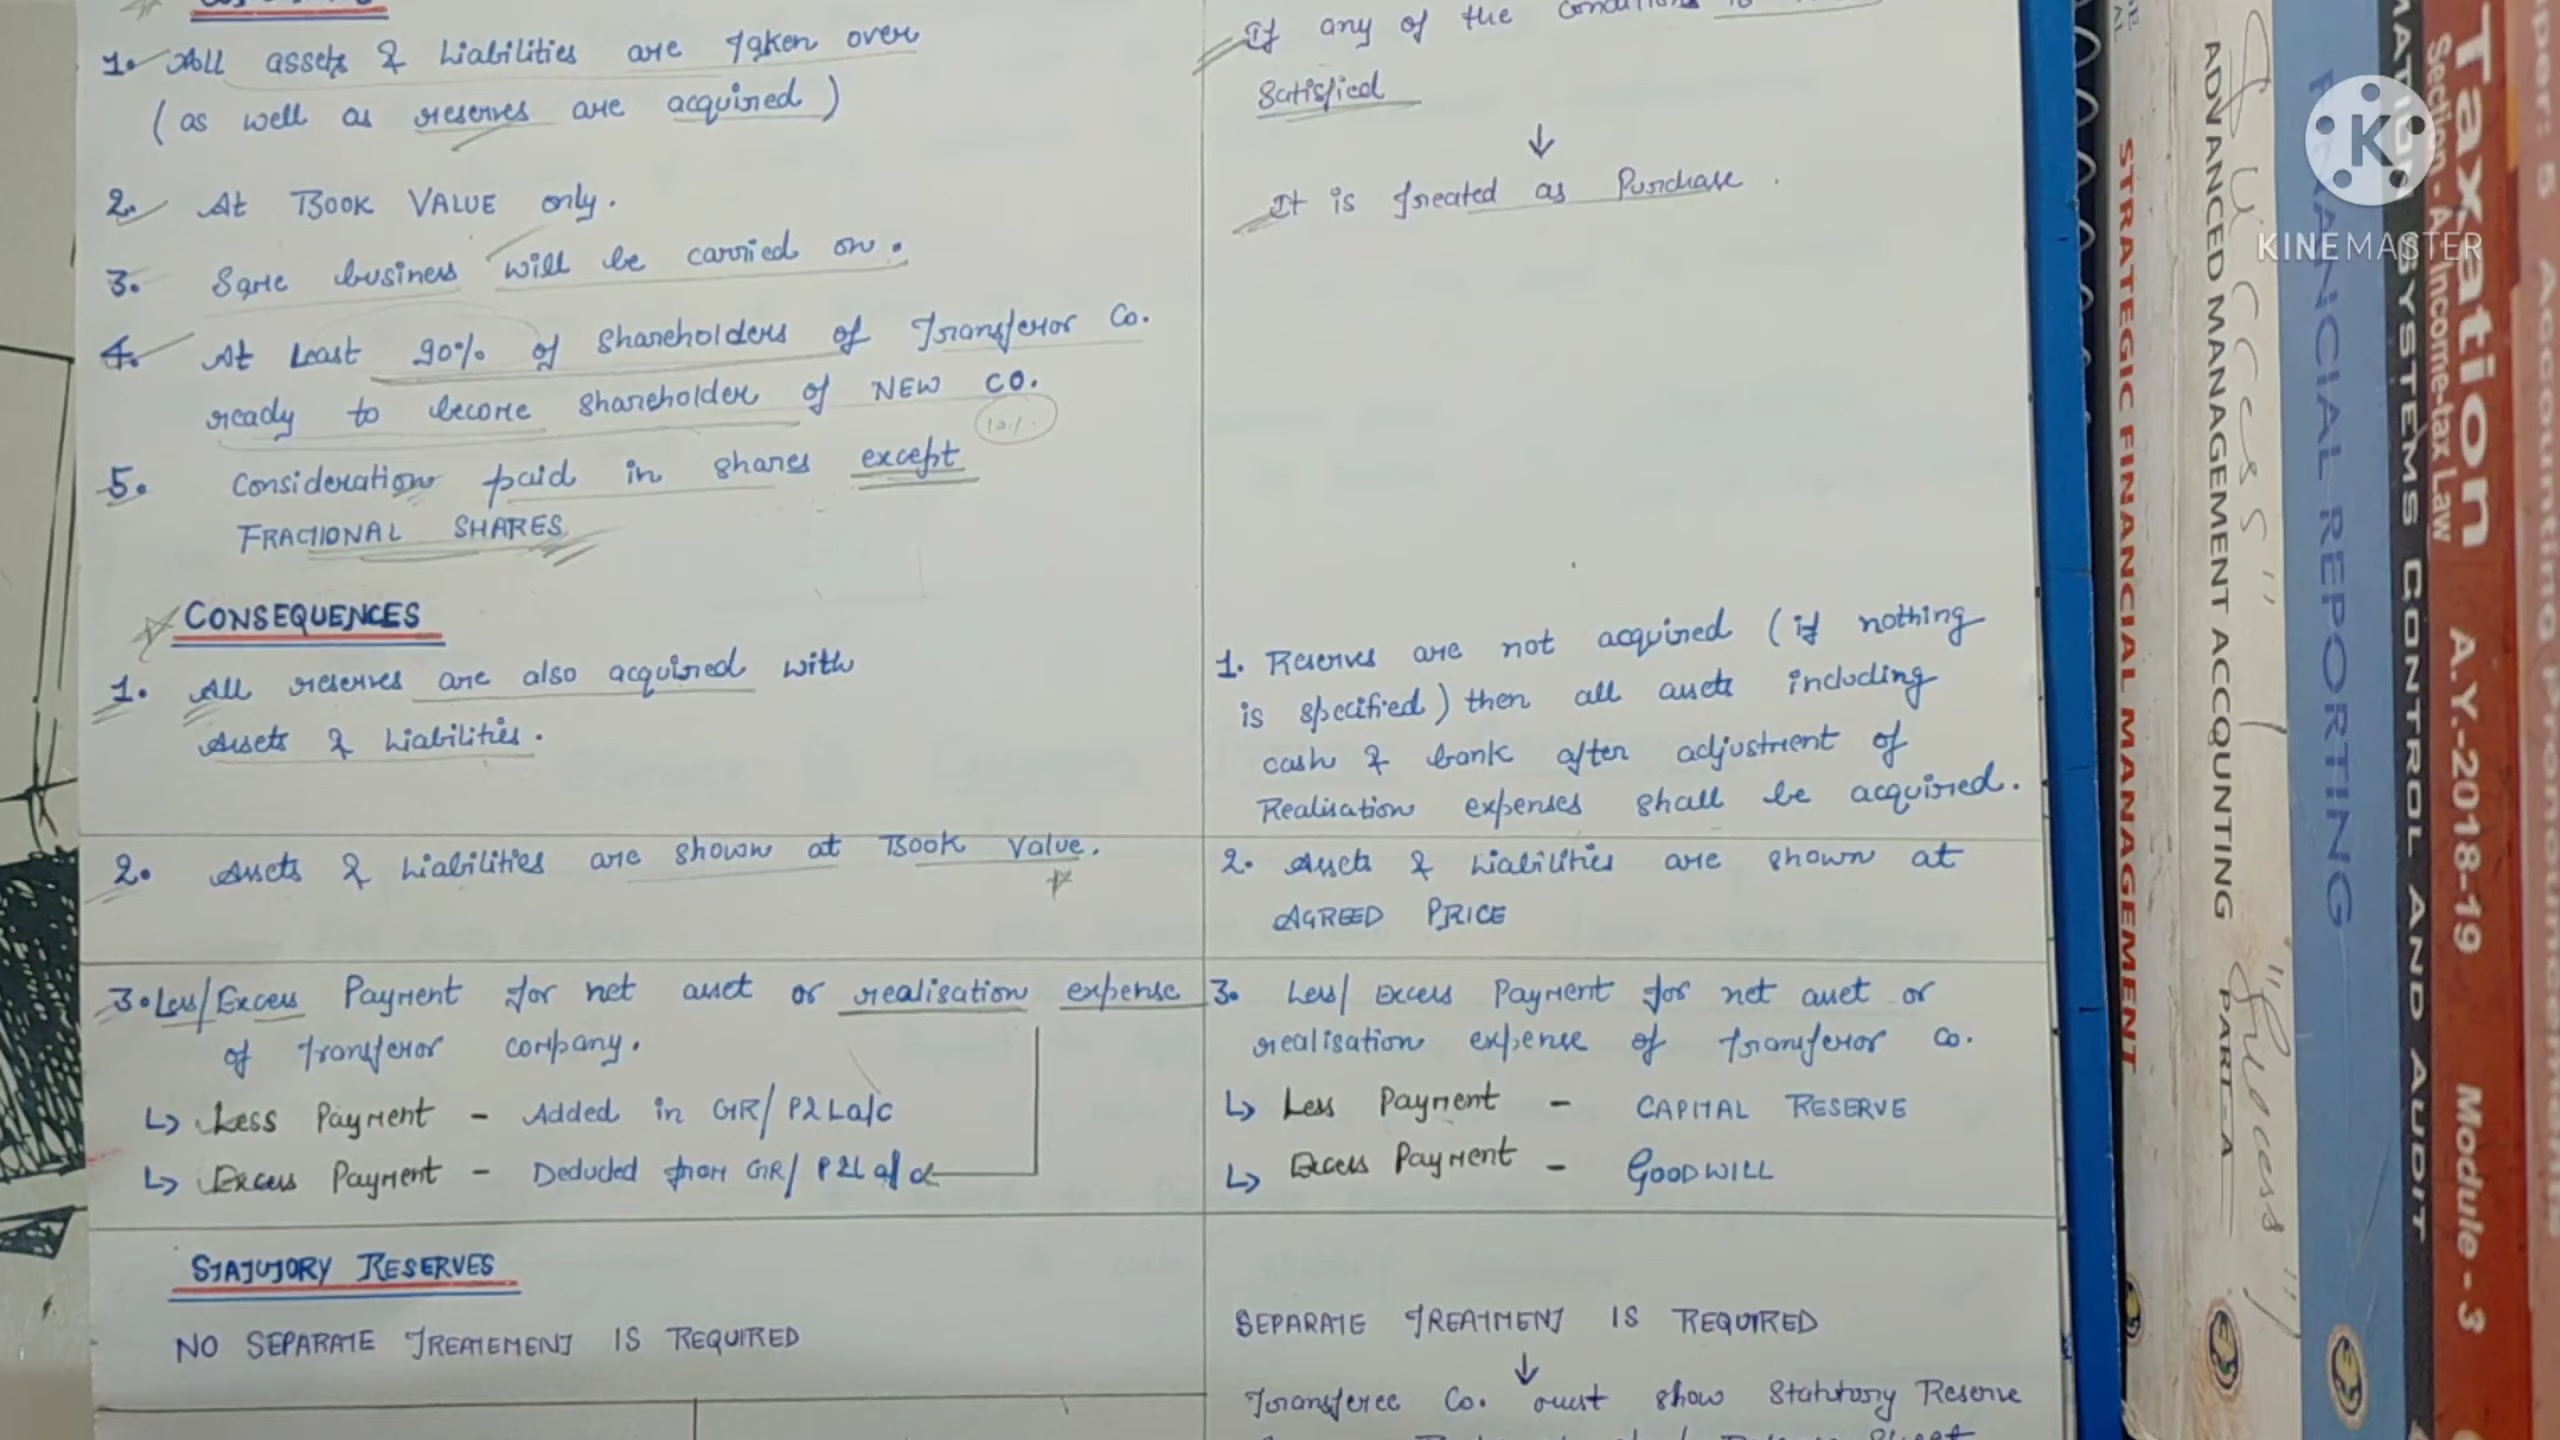 1. All assets & Liabilities are Taken over
(as well as reserves are acquired)
2. At BOOK VALUE only.
3. Same business will be carried on.
4. At Least 90% of shareholders of Transferor Co.
ready to become shareholder of NEW CO.
5. Consideration paid in shares except
FRACTIONAL SHARES
CONSEQUENCES
1. All reserves are also acquired with
Assets & Liabilities.
2. Assets & Liabilities are shown at Book Value.
3. Less/Excess Payment for net asset or realisation expense
of transferor company.
↳ Less Payment - Added in GR/P&L a/c
↳ Excess Payment - Deducted from GR/P&L a/c
STATUTORY RESERVES
NO SEPARATE TREATEMENT IS REQUIRED
If any of the
Satisfied
↓
It is treated as Purchase.
1. Reserves are not acquired (if nothing
is specified) then all assets including
cash & bank after adjustment of
Realisation expenses shall be acquired.
2. Assets & Liabilities are shown at
AGREED PRICE
3. Less/Excess Payment for net asset or
realisation expense of transferor co.
↳ Less Payment - CAPITAL RESERVE
↳ Excess Payment - GOODWILL
SEPARATE TREATMENT IS REQUIRED
↓
Transferee Co. must show Statutory Reserve
STRATEGIC FINANCIAL MANAGEMENT
ADVANCED MANAGEMENT ACCOUNTING PART-A
"Success"
FINANCIAL REPORTING
SYSTEMS CONTROL AND AUDIT
Taxation A.Y.-2018-19 Module - 3
Section - A: Income-tax Law
K
KINEMASTER